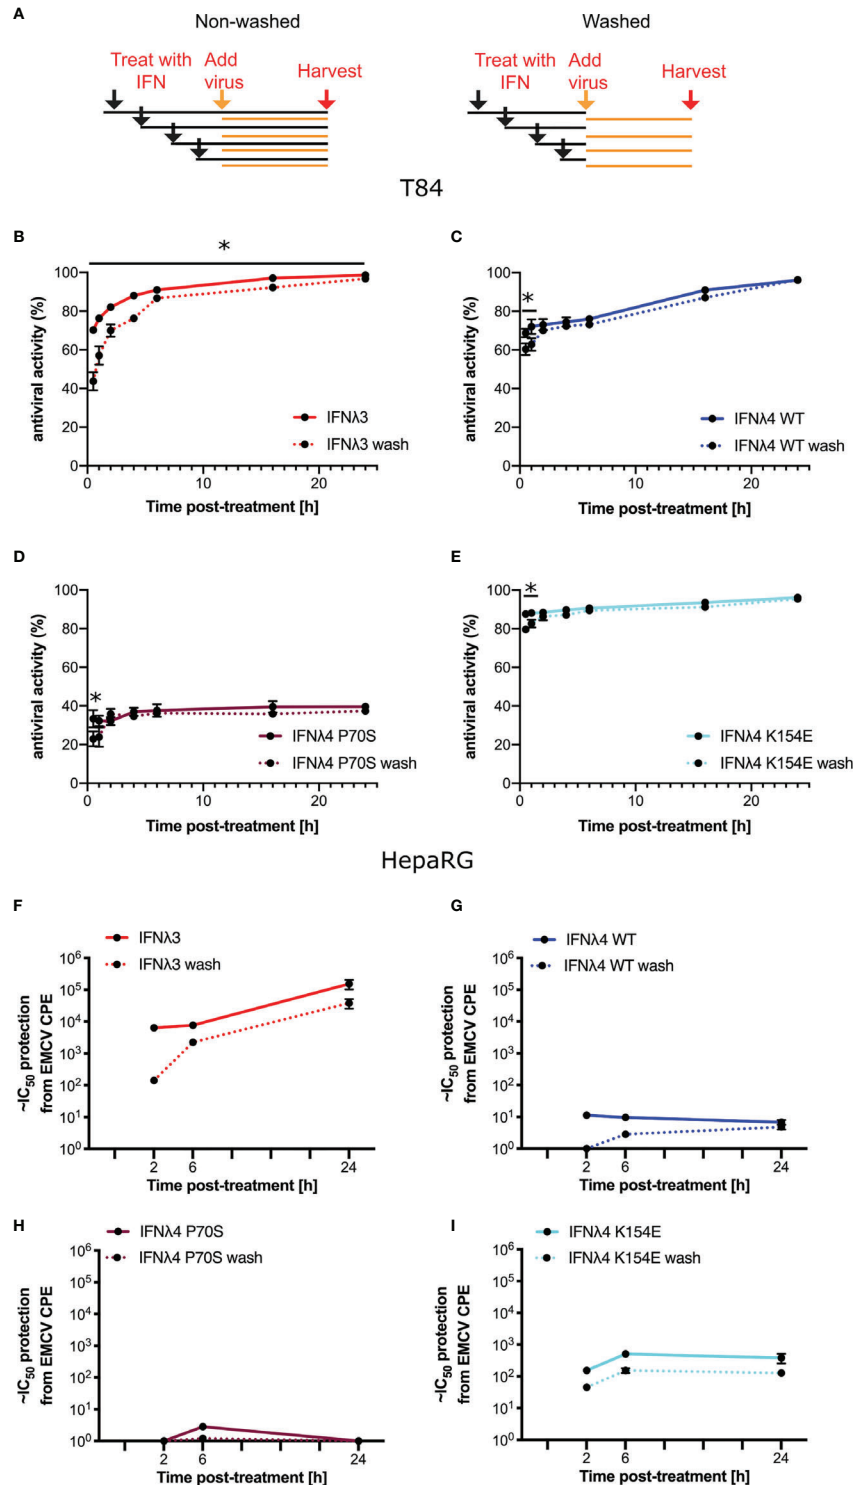 A
Non-washed
Washed
Treat with IFN
Add virus
Harvest
Treat with IFN
Add virus
Harvest
T84
B
*
antiviral activity (%)
100
80
60
40
20
0
0
10
20
IFNλ3
IFNλ3 wash
Time post-treatment [h]
C
*
antiviral activity (%)
100
80
60
40
20
0
0
10
20
IFNλ4 WT
IFNλ4 WT wash
Time post-treatment [h]
D
*
antiviral activity (%)
100
80
60
40
20
0
0
10
20
IFNλ4 P70S
IFNλ4 P70S wash
Time post-treatment [h]
E
*
antiviral activity (%)
100
80
60
40
20
0
0
10
20
IFNλ4 K154E
IFNλ4 K154E wash
Time post-treatment [h]
HepaRG
F
IFNλ3
IFNλ3 wash
~IC50 protection
from EMCV CPE
10^6
10^5
10^4
10^3
10^2
10^1
10^0
2
6
24
Time post-treatment [h]
G
IFNλ4 WT
IFNλ4 WT wash
~IC50 protection
from EMCV CPE
10^6
10^5
10^4
10^3
10^2
10^1
10^0
2
6
24
Time post-treatment [h]
H
IFNλ4 P70S
IFNλ4 P70S wash
~IC50 protection
from EMCV CPE
10^6
10^5
10^4
10^3
10^2
10^1
10^0
2
6
24
Time post-treatment [h]
I
IFNλ4 K154E
IFNλ4 K154E wash
~IC50 protection
from EMCV CPE
10^6
10^5
10^4
10^3
10^2
10^1
10^0
2
6
24
Time post-treatment [h]